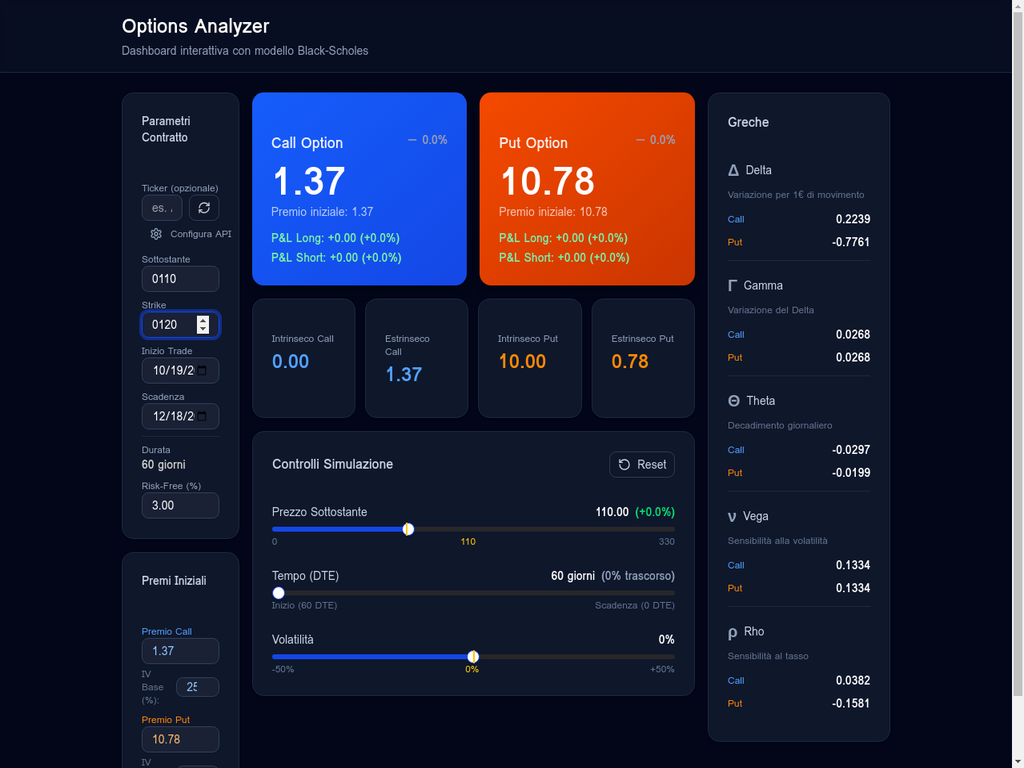 Options Analyzer
Dashboard interattiva con modello Black-Scholes
Parametri
Contratto
Ticker (opzionale)
es. .
Configura API
Sottostante
0110
Strike
0120
Inizio Trade
10/19/2
Scadenza
12/18/2
Durata
60 giorni
Risk-Free (%)
3.00
Premi Iniziali
Premio Call
1.37
IV
Base
(%):
25
Premio Put
10.78
IV
Call Option
— 0.0%
1.37
Premio iniziale: 1.37
P&L Long: +0.00 (+0.0%)
P&L Short: +0.00 (+0.0%)
Put Option
— 0.0%
10.78
Premio iniziale: 10.78
P&L Long: +0.00 (+0.0%)
P&L Short: +0.00 (+0.0%)
Intrinseco Call
0.00
Estrinseco
Call
1.37
Intrinseco Put
10.00
Estrinseco Put
0.78
Controlli Simulazione
Reset
Prezzo Sottostante
110.00 (+0.0%)
0 110 330
Tempo (DTE)
60 giorni (0% trascorso)
Inizio (60 DTE) Scadenza (0 DTE)
Volatilità
0%
-50% 0% +50%
Greche
Δ Delta
Variazione per 1€ di movimento
Call 0.2239
Put -0.7761
Γ Gamma
Variazione del Delta
Call 0.0268
Put 0.0268
Θ Theta
Decadimento giornaliero
Call -0.0297
Put -0.0199
ν Vega
Sensibilità alla volatilità
Call 0.1334
Put 0.1334
ρ Rho
Sensibilità al tasso
Call 0.0382
Put -0.1581